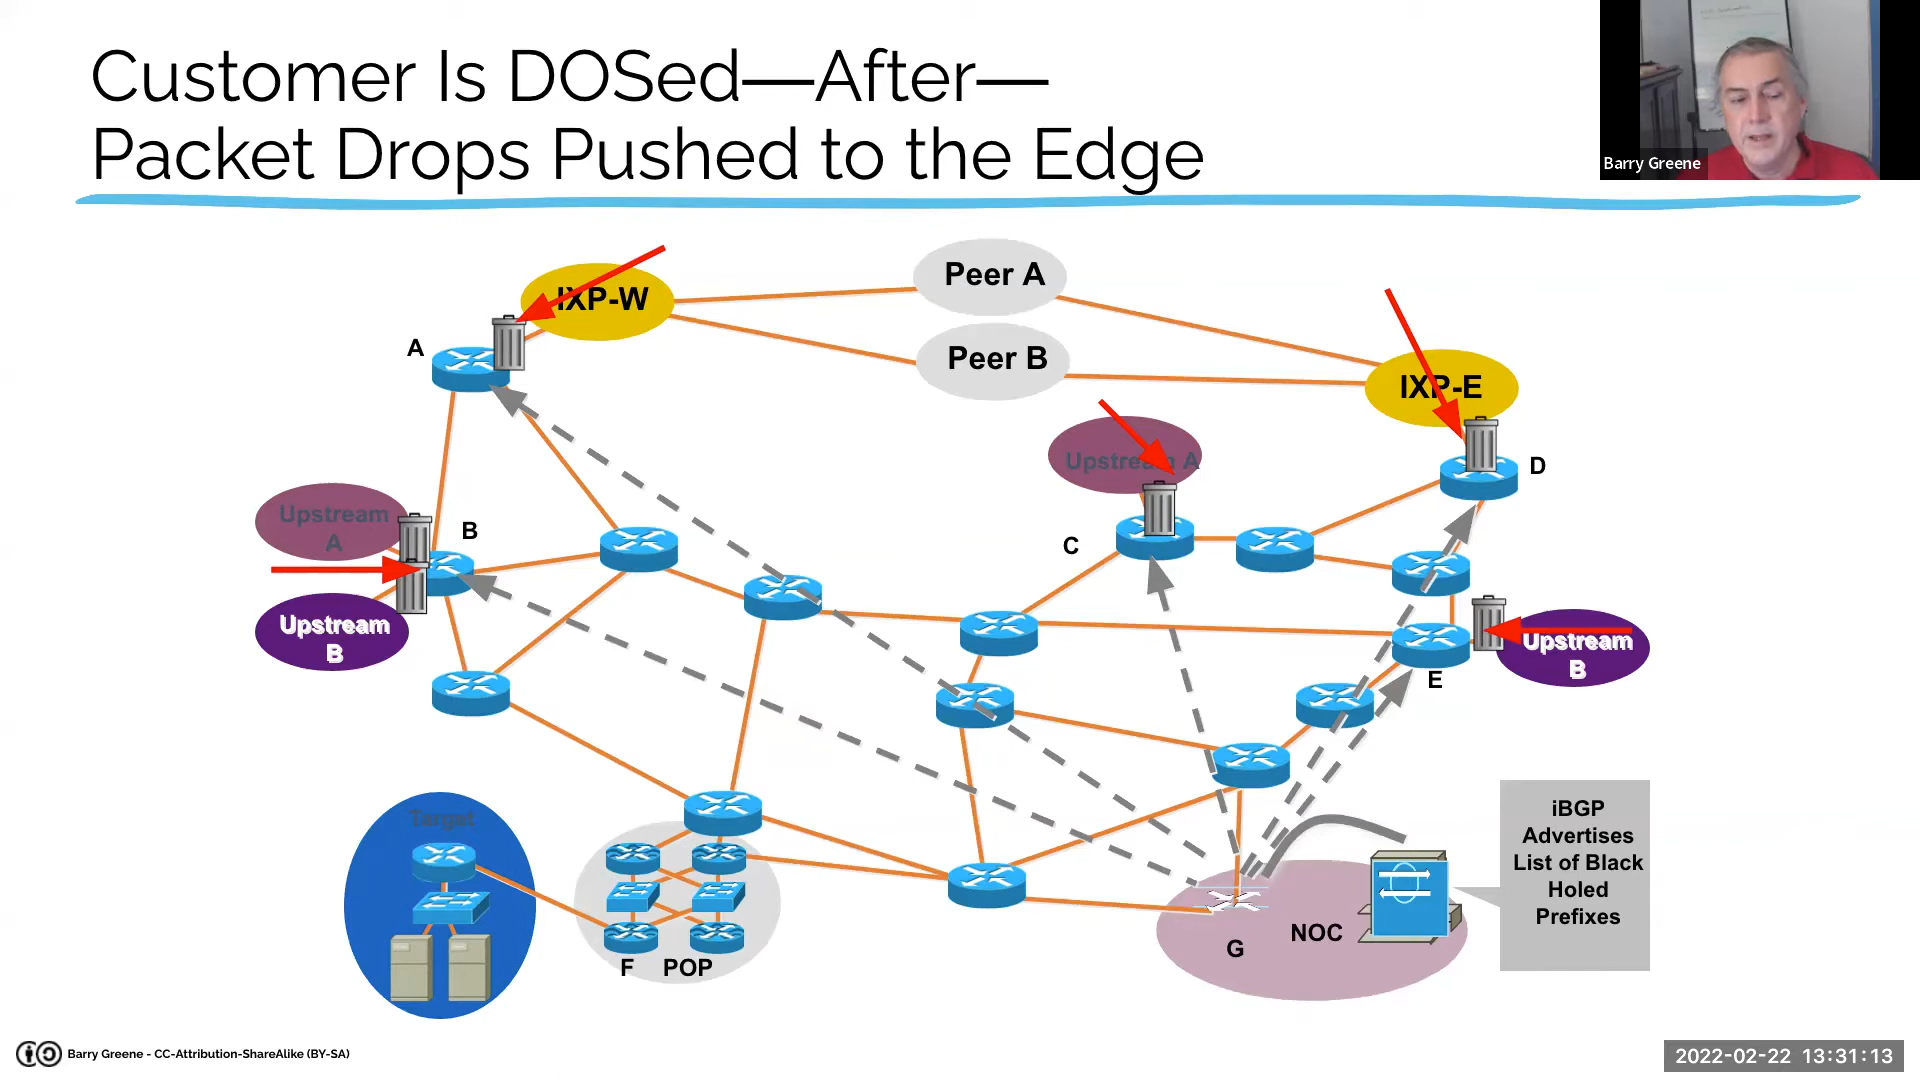 Customer Is DOSed—After—
Packet Drops Pushed to the Edge
Barry Greene
IXP-W
Peer A
Peer B
IXP-E
A
Upstream A
D
Upstream
A
B
C
Upstream
B
Upstream
B
E
Target
iBGP
Advertises
List of Black
Holed
Prefixes
NOC
G
F POP
Barry Greene - CC-Attribution-ShareAlike (BY-SA)
2022-02-22 13:31:13